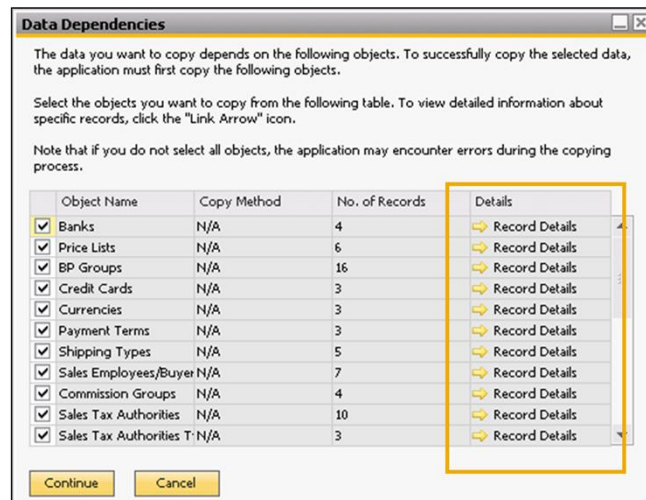 Data Dependencies
The data you want to copy depends on the following objects. To successfully copy the selected data,
the application must first copy the following objects.
Select the objects you want to copy from the following table. To view detailed information about
specific records, click the "Link Arrow" icon.
Note that if you do not select all objects, the application may encounter errors during the copying
process.
Object Name Copy Method No. of Records Details
Banks N/A 4 Record Details
Price Lists N/A 6 Record Details
BP Groups N/A 16 Record Details
Credit Cards N/A 3 Record Details
Currencies N/A 3 Record Details
Payment Terms N/A 3 Record Details
Shipping Types N/A 5 Record Details
Sales Employees/Buyer N/A 7 Record Details
Commission Groups N/A 4 Record Details
Sales Tax Authorities N/A 10 Record Details
Sales Tax Authorities T N/A 3 Record Details
Continue Cancel